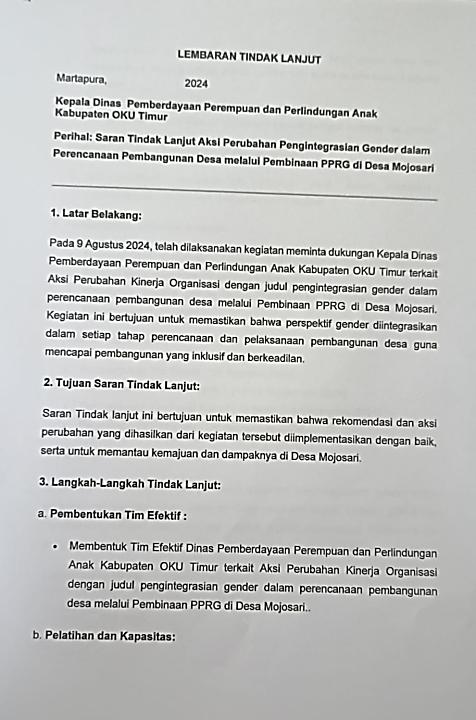 LEMBARAN TINDAK LANJUT
Martapura, 2024
Kepala Dinas Pemberdayaan Perempuan dan Perlindungan Anak
Kabupaten OKU Timur
Perihal: Saran Tindak Lanjut Aksi Perubahan Pengintegrasian Gender dalam
Perencanaan Pembangunan Desa melalui Pembinaan PPRG di Desa Mojosari
1. Latar Belakang:
Pada 9 Agustus 2024, telah dilaksanakan kegiatan meminta dukungan Kepala Dinas
Pemberdayaan Perempuan dan Perlindungan Anak Kabupaten OKU Timur terkait
Aksi Perubahan Kinerja Organisasi dengan judul pengintegrasian gender dalam
perencanaan pembangunan desa melalui Pembinaan PPRG di Desa Mojosari.
Kegiatan ini bertujuan untuk memastikan bahwa perspektif gender diintegrasikan
dalam setiap tahap perencanaan dan pelaksanaan pembangunan desa guna
mencapai pembangunan yang inklusif dan berkeadilan.
2. Tujuan Saran Tindak Lanjut:
Saran Tindak lanjut ini bertujuan untuk memastikan bahwa rekomendasi dan aksi
perubahan yang dihasilkan dari kegiatan tersebut diimplementasikan dengan baik,
serta untuk memantau kemajuan dan dampaknya di Desa Mojosari.
3. Langkah-Langkah Tindak Lanjut:
a. Pembentukan Tim Efektif :
• Membentuk Tim Efektif Dinas Pemberdayaan Perempuan dan Perlindungan
Anak Kabupaten OKU Timur terkait Aksi Perubahan Kinerja Organisasi
dengan judul pengintegrasian gender dalam perencanaan pembangunan
desa melalui Pembinaan PPRG di Desa Mojosari..
b. Pelatihan dan Kapasitas: